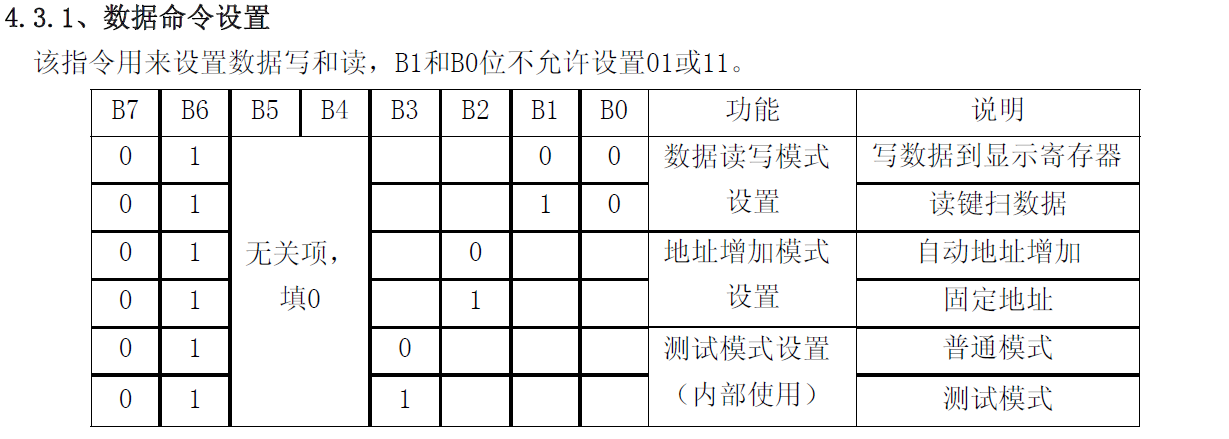 4.3.1、数据命令设置
该指令用来设置数据写和读，B1和B0位不允许设置01或11。
B7 B6 B5 B4 B3 B2 B1 B0 功能 说明
0 1 0 0 数据读写模式 写数据到显示寄存器
0 1 1 0 设置 读键扫数据
0 1 无关项， 0 地址增加模式 自动地址增加
0 1 填0 1 设置 固定地址
0 1 0 测试模式设置 普通模式
0 1 1 （内部使用） 测试模式